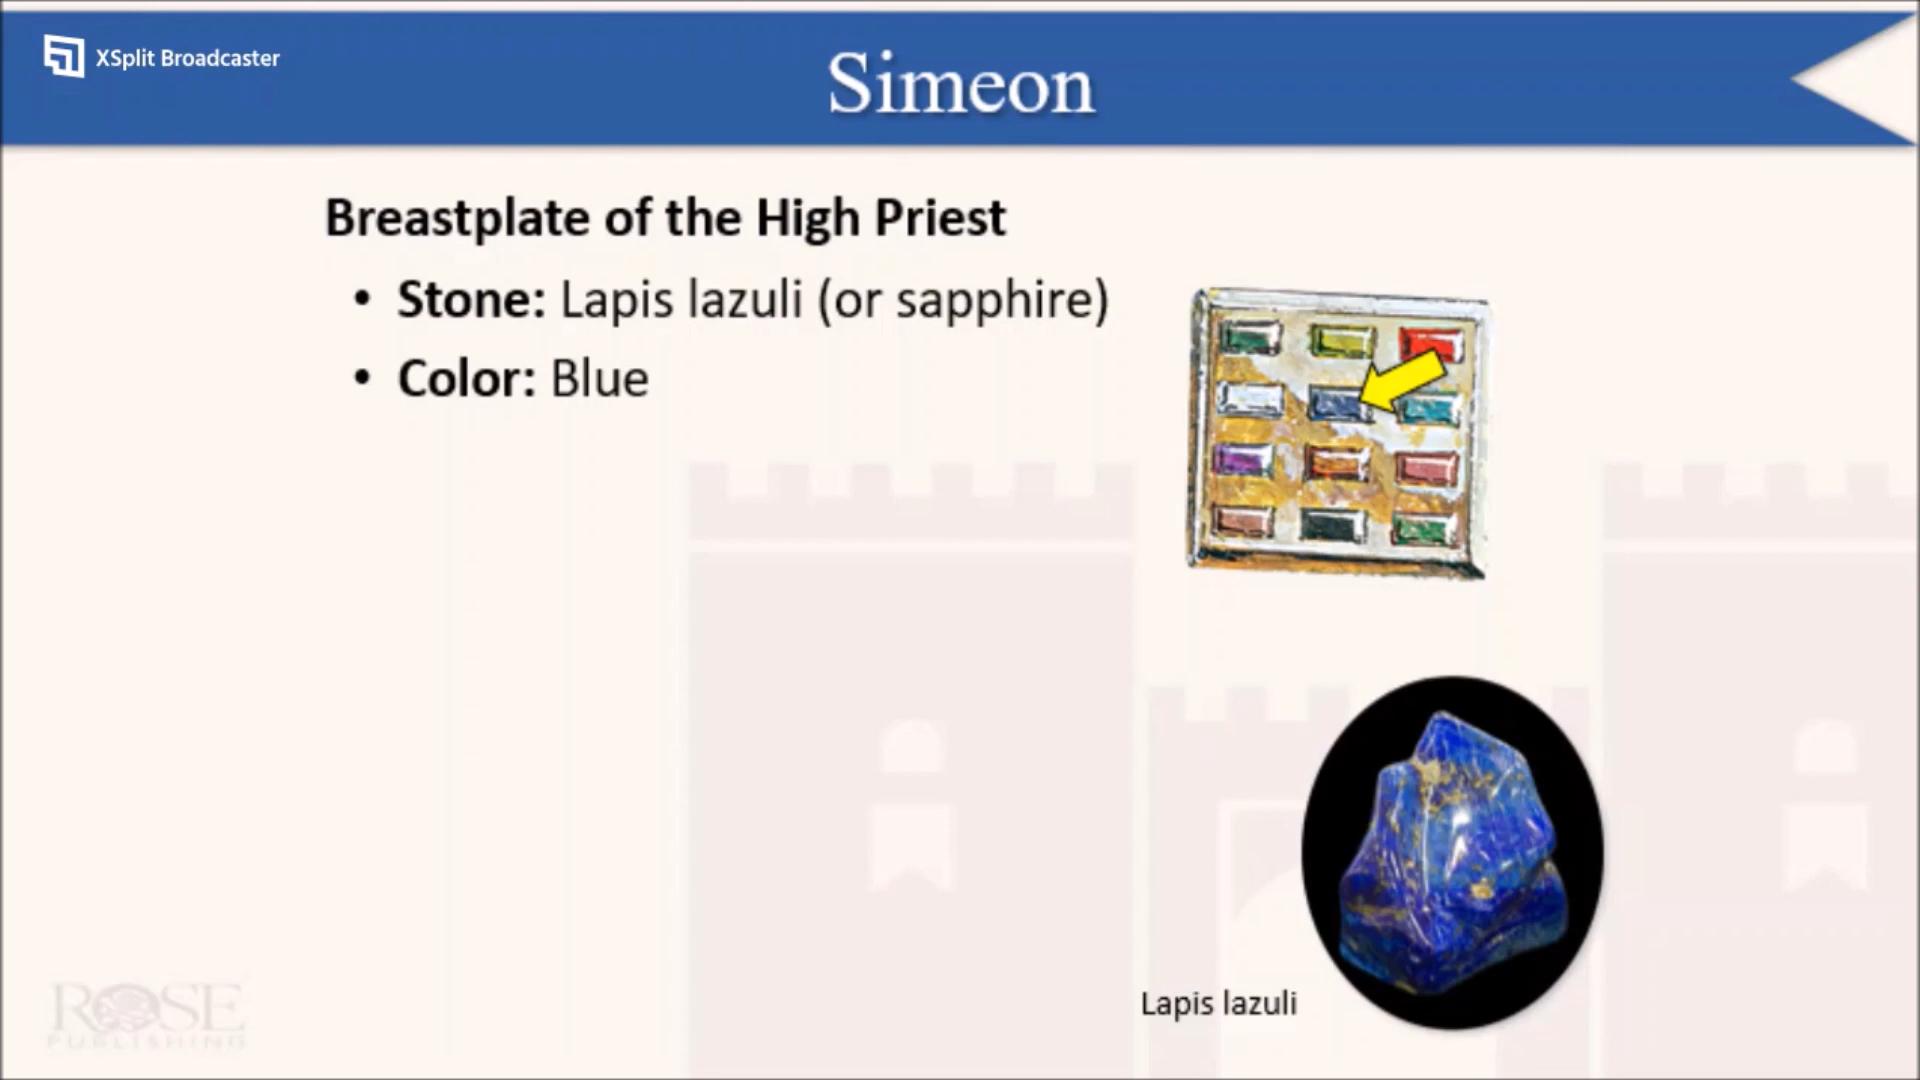 XSplit Broadcaster
Simeon
Breastplate of the High Priest
• Stone: Lapis lazuli (or sapphire)
• Color: Blue
Lapis lazuli
ROSE
PUBLISHING